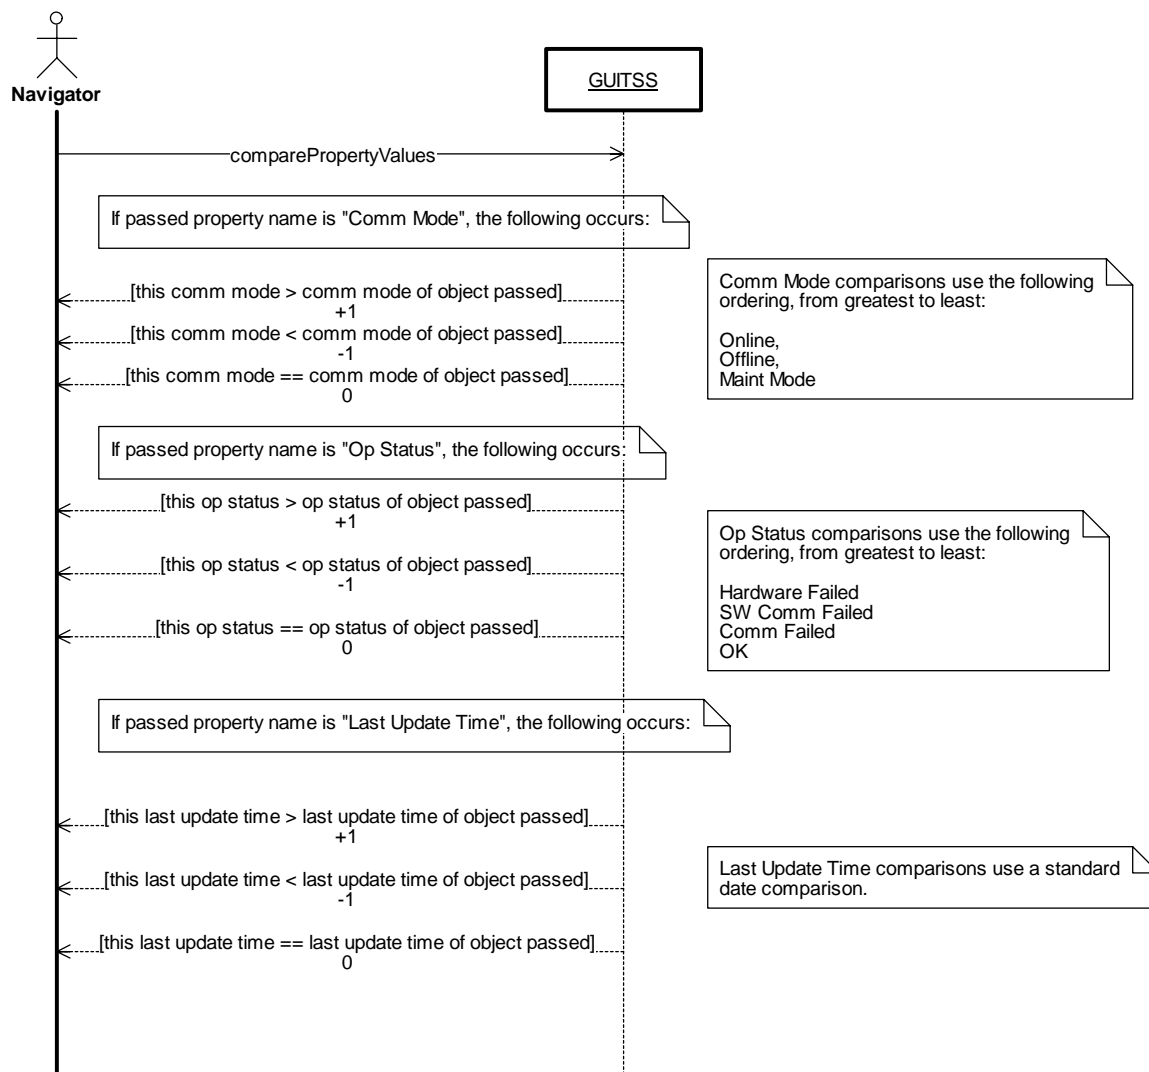 Navigator
GUITSS
comparePropertyValues
If passed property name is "Comm Mode", the following occurs:
[this comm mode > comm mode of object passed]
+1
[this comm mode < comm mode of object passed]
-1
[this comm mode == comm mode of object passed]
0
Comm Mode comparisons use the following
ordering, from greatest to least:
Online,
Offline,
Maint Mode
If passed property name is "Op Status", the following occurs:
[this op status > op status of object passed]
+1
[this op status < op status of object passed]
-1
[this op status == op status of object passed]
0
Op Status comparisons use the following
ordering, from greatest to least:
Hardware Failed
SW Comm Failed
Comm Failed
OK
If passed property name is "Last Update Time", the following occurs:
[this last update time > last update time of object passed]
+1
[this last update time < last update time of object passed]
-1
[this last update time == last update time of object passed]
0
Last Update Time comparisons use a standard
date comparison.